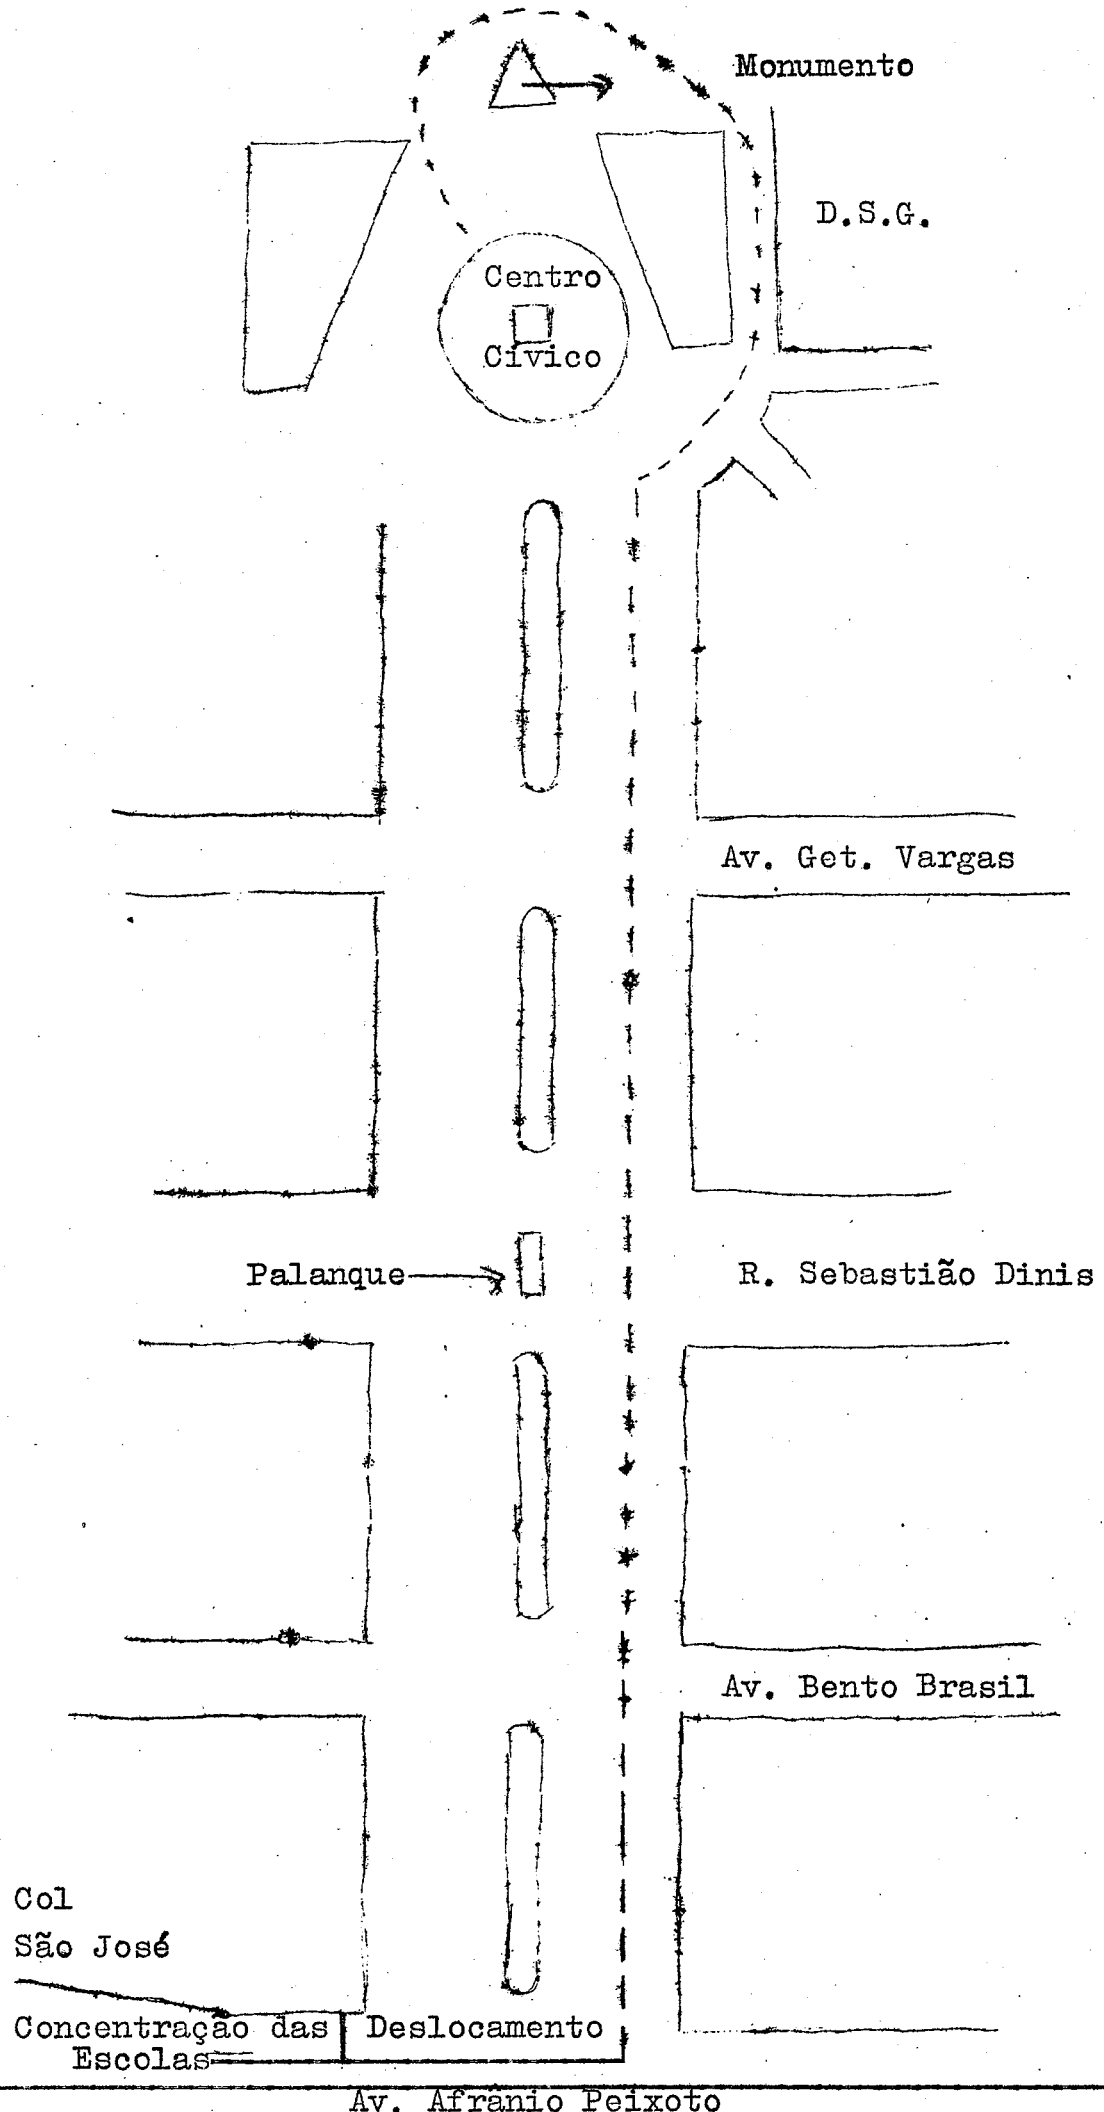 Monumento
D.S.G.
Centro
Cívico
Av. Get. Vargas
Palanque
R. Sebastião Dinis
Av. Bento Brasil
Col
São José
Concentração das
Escolas
Deslocamento
Av. Afranio Peixoto